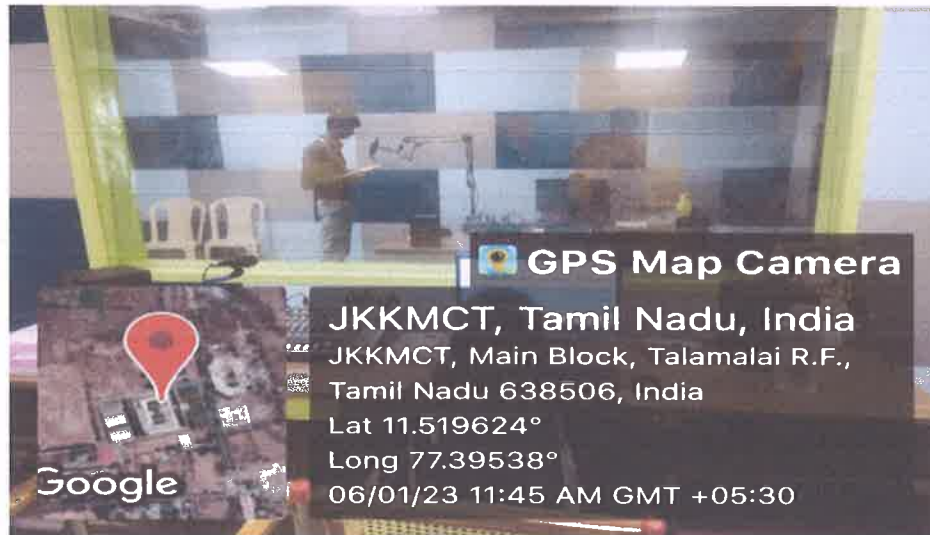 GPS Map Camera
JKKMCT, Tamil Nadu, India
JKKMCT, Main Block, Talamalai R.F.,
Tamil Nadu 638506, India
Lat 11.519624°
Long 77.39538°
06/01/23 11:45 AM GMT +05:30
Google